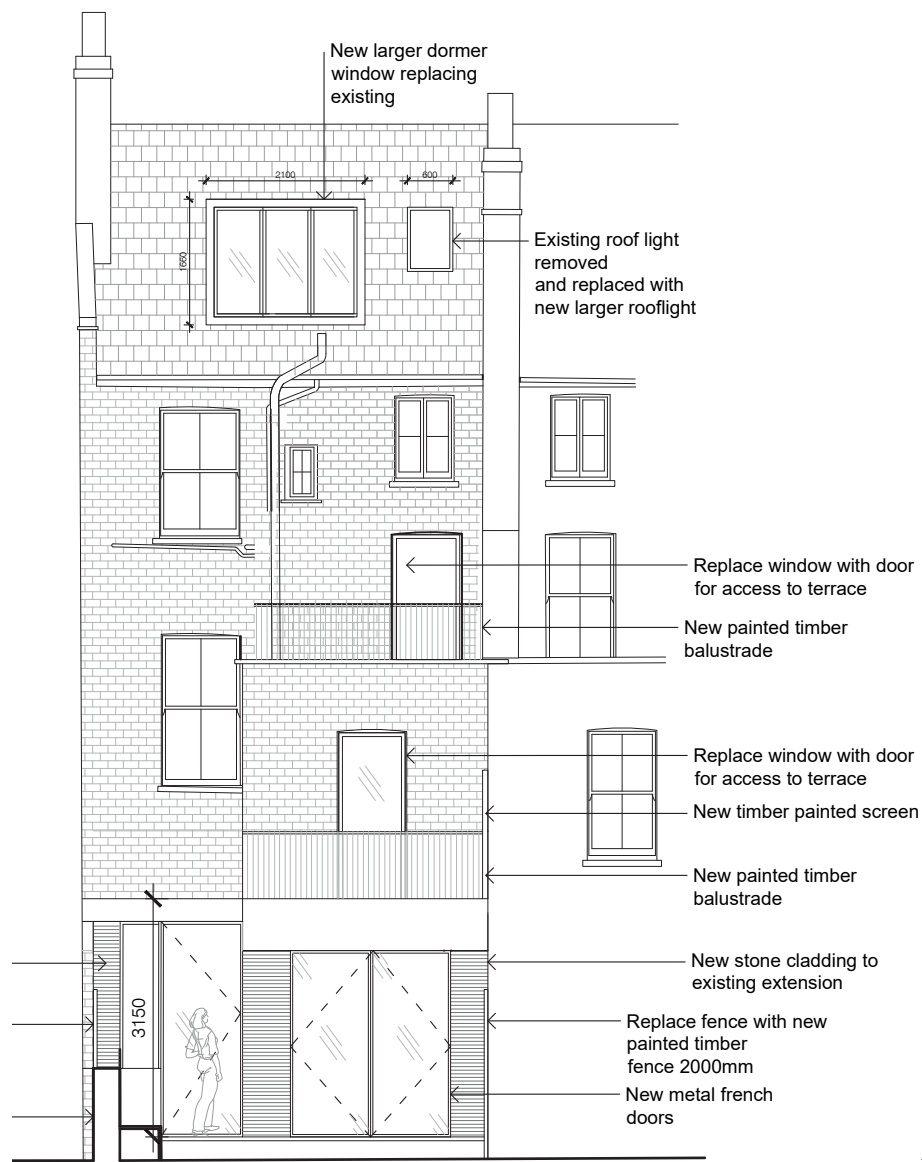 New larger dormer
window replacing
existing
2100
600
1660
Existing roof light
removed
and replaced with
new larger rooflight
Replace window with door
for access to terrace
New painted timber
balustrade
Replace window with door
for access to terrace
New timber painted screen
New painted timber
balustrade
New stone cladding to
existing extension
3150
Replace fence with new
painted timber
fence 2000mm
New metal french
doors